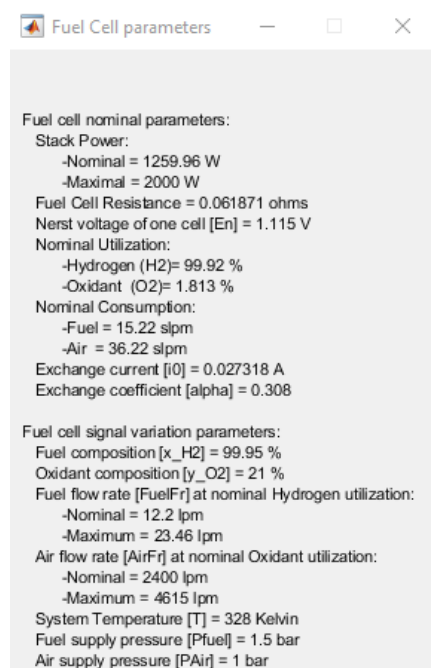 Fuel Cell parameters
Fuel cell nominal parameters:
Stack Power:
-Nominal = 1259.96 W
-Maximal = 2000 W
Fuel Cell Resistance = 0.061871 ohms
Nerst voltage of one cell [En] = 1.115 V
Nominal Utilization:
-Hydrogen (H2)= 99.92 %
-Oxidant (O2)= 1.813 %
Nominal Consumption:
-Fuel = 15.22 slpm
-Air = 36.22 slpm
Exchange current [i0] = 0.027318 A
Exchange coefficient [alpha] = 0.308
Fuel cell signal variation parameters:
Fuel composition [x_H2] = 99.95 %
Oxidant composition [y_O2] = 21 %
Fuel flow rate [FuelFr] at nominal Hydrogen utilization:
-Nominal = 12.2 lpm
-Maximum = 23.46 lpm
Air flow rate [AirFr] at nominal Oxidant utilization:
-Nominal = 2400 lpm
-Maximum = 4615 lpm
System Temperature [T] = 328 Kelvin
Fuel supply pressure [Pfuel] = 1.5 bar
Air supply pressure [PAir] = 1 bar